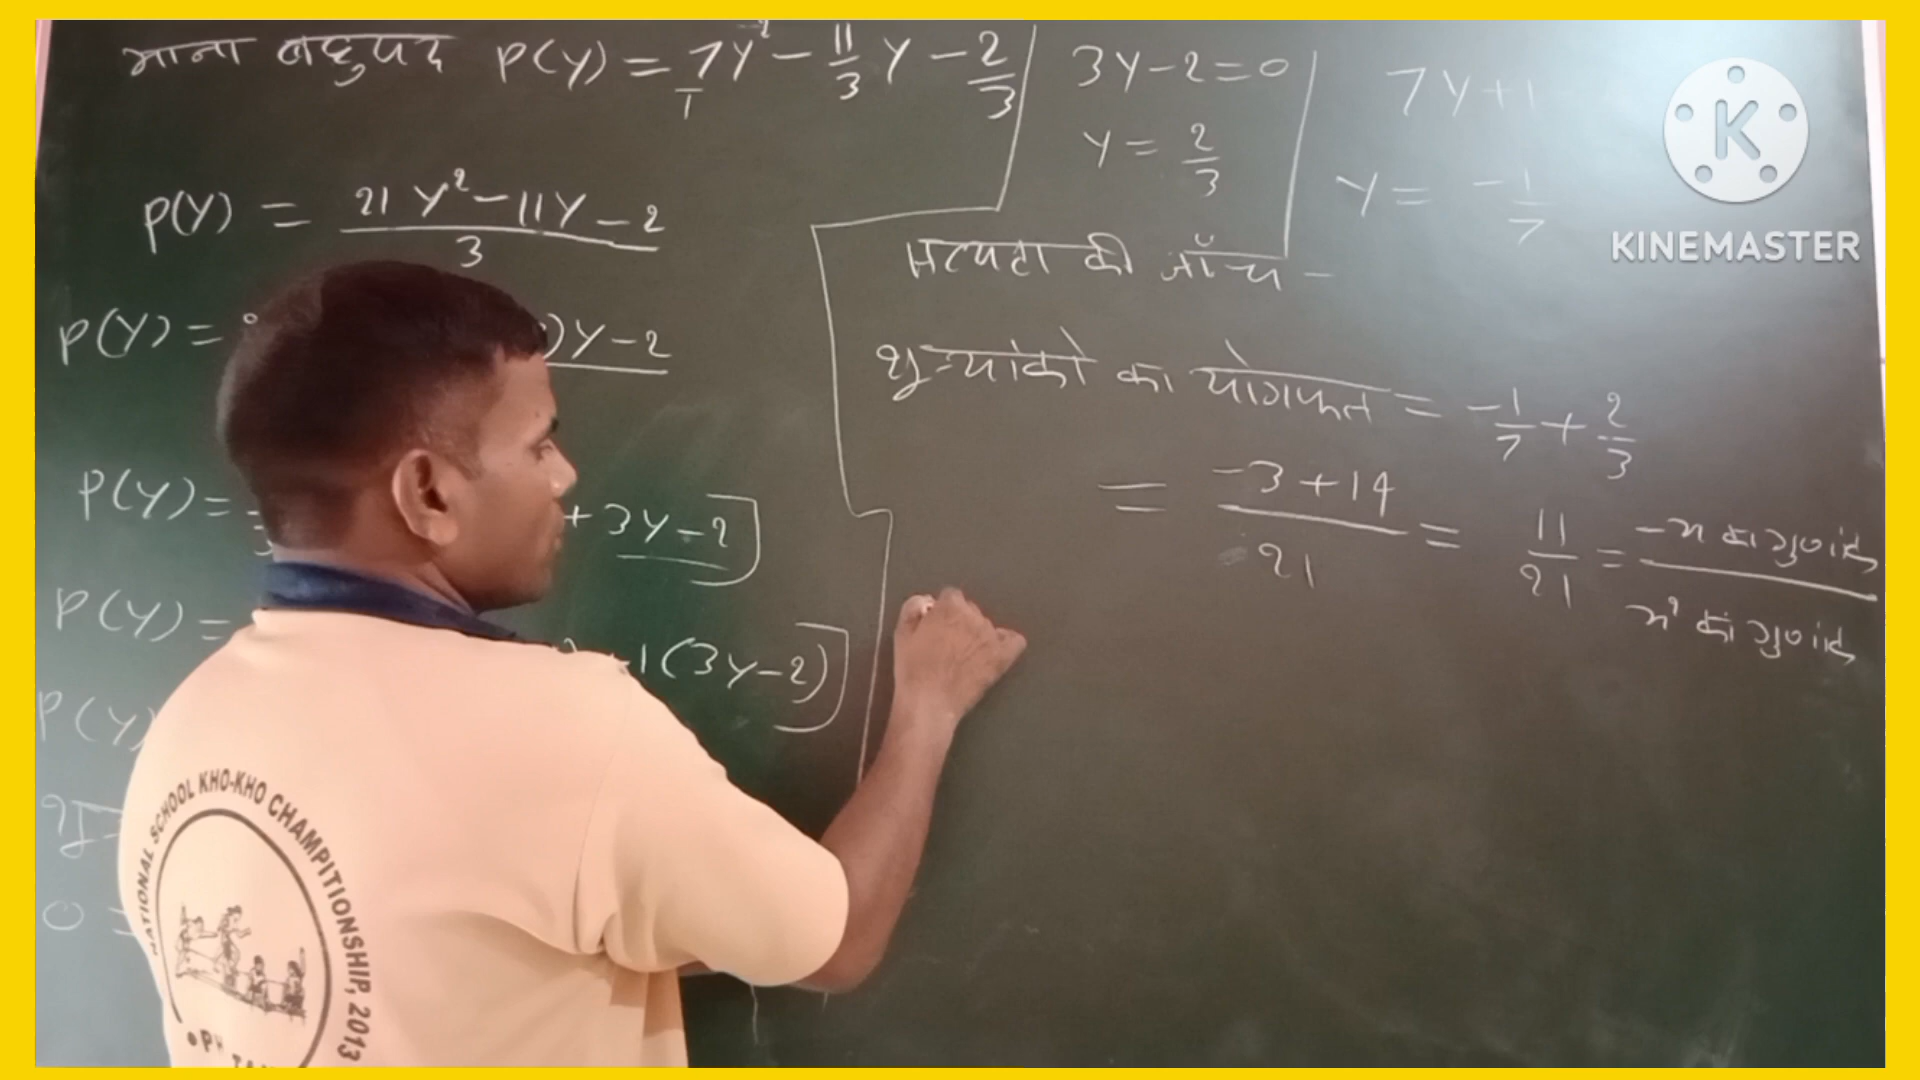 माना बहुपद P(Y) = 7Y² - 11/3 Y - 2/3
P(Y) = 21Y² - 11Y - 2 / 3
P(Y) = )Y - 2
P(Y) = + 3Y - 2]
P(Y) = 1(3Y - 2)]
P(Y)
0 =
3Y - 2 = 0
Y = 2/3
7Y + 1
Y = -1/7
सत्यता की जाँच -
शून्यांको का योगफल = -1/7 + 2/3
= -3 + 14 / 21 = 11/21 = -x का गुणांक / x² का गुणांक
K
KINEMASTER
NATIONAL SCHOOL KHO-KHO CHAMPITIONSHIP, 2013